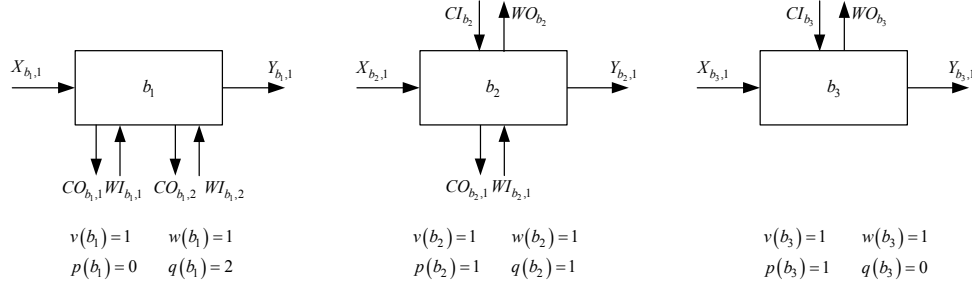 CI_{b_2} WO_{b_2} CI_{b_3} WO_{b_3}
X_{b_1,1} b_1 Y_{b_1,1} X_{b_2,1} b_2 Y_{b_2,1} X_{b_3,1} b_3 Y_{b_3,1}
CO_{b_1,1} WI_{b_1,1} CO_{b_1,2} WI_{b_1,2} CO_{b_2,1} WI_{b_2,1}
v(b_1)=1 w(b_1)=1 v(b_2)=1 w(b_2)=1 v(b_3)=1 w(b_3)=1
p(b_1)=0 q(b_1)=2 p(b_2)=1 q(b_2)=1 p(b_3)=1 q(b_3)=0